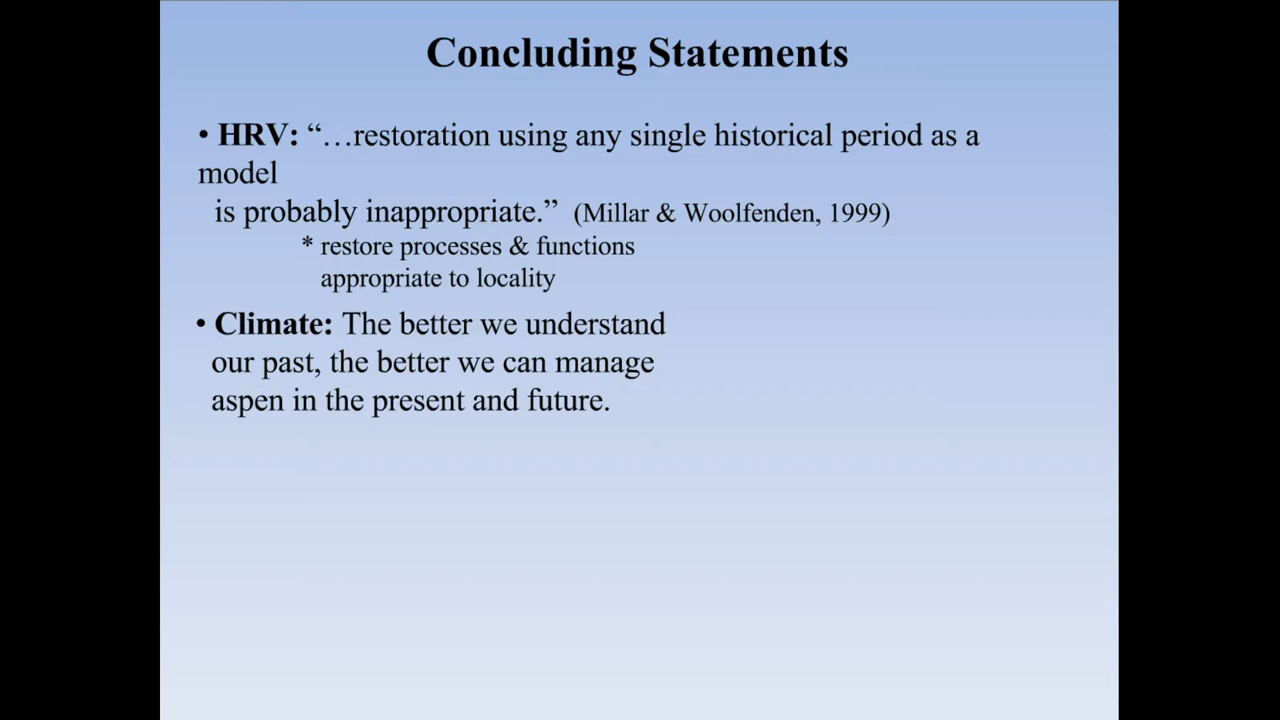 Concluding Statements
• HRV: “…restoration using any single historical period as a
model
is probably inappropriate.” (Millar & Woolfenden, 1999)
* restore processes & functions
appropriate to locality
• Climate: The better we understand
our past, the better we can manage
aspen in the present and future.